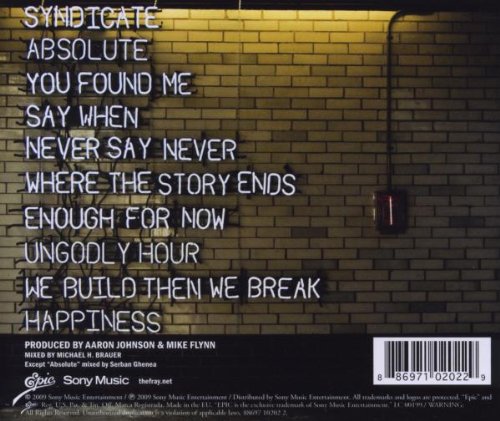 SYNDICATE
ABSOLUTE
YOU FOUND ME
SAY WHEN
NEVER SAY NEVER
WHERE THE STORY ENDS
ENOUGH FOR NOW
UNGODLY HOUR
WE BUILD THEN WE BREAK
HAPPINESS
PRODUCED BY AARON JOHNSON & MIKE FLYNN
MIXED BY MICHAEL H. BRAUER
Except "Absolute" mixed by Serban Ghenea
Epic Sony Music thefray.net
8 86971 02022 9
℗ 2009 Sony Music Entertainment / ℗ 2009 Sony Music Entertainment / Distributed by Sony Music Entertainment. All trademarks and logos are protected. "Epic" and
Reg. U.S. Pat. & Tm. Off. Marca Registrada. Made in the EU. "EPIC" is the exclusive trademark of Sony Music Entertainment. LC 00199 / WARNING:
All Rights Reserved. Unauthorized duplication is a violation of applicable laws. 88697 10202 2.